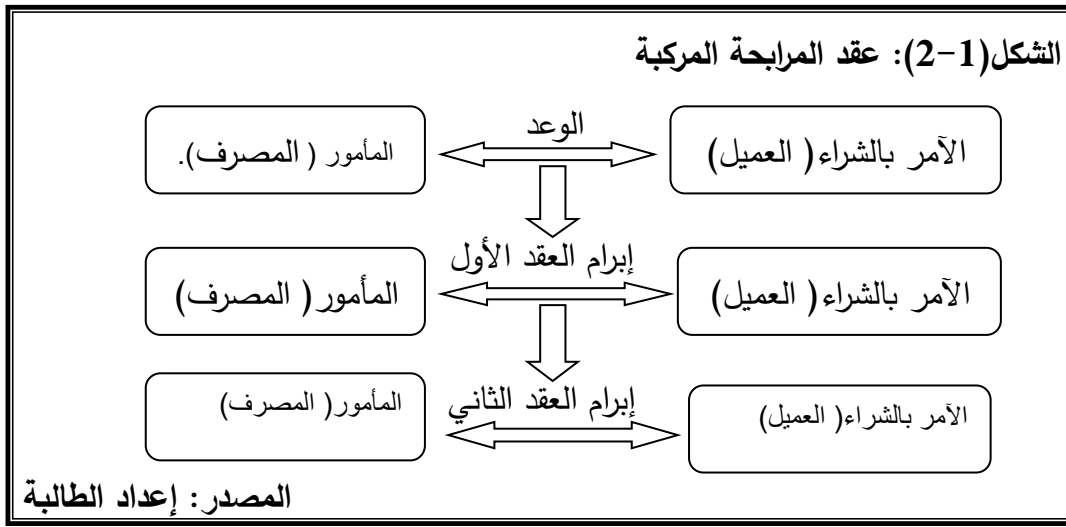 الشكل(1-2): عقد المرابحة المركبة
الوعد
الآمر بالشراء( العميل)
المأمور ( المصرف).
إبرام العقد الأول
الآمر بالشراء( العميل)
المأمور( المصرف)
إبرام العقد الثاني
الآمر بالشراء( العميل)
المأمور( المصرف)
المصدر: إعداد الطالبة